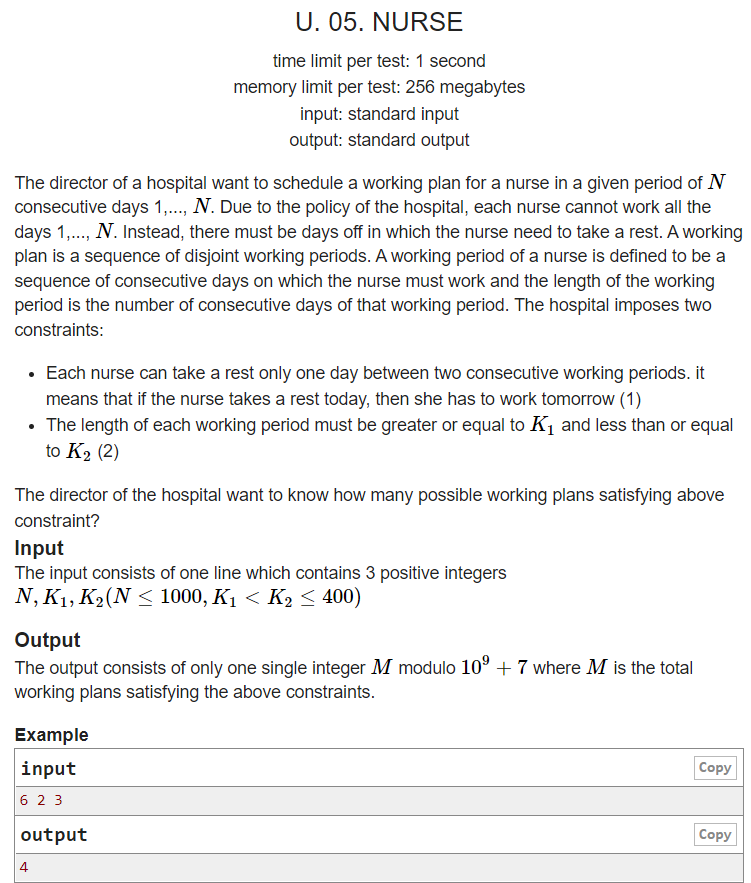 U. 05. NURSE
time limit per test: 1 second
memory limit per test: 256 megabytes
input: standard input
output: standard output
The director of a hospital want to schedule a working plan for a nurse in a given period of N
consecutive days 1,..., N. Due to the policy of the hospital, each nurse cannot work all the
days 1,..., N. Instead, there must be days off in which the nurse need to take a rest. A working
plan is a sequence of disjoint working periods. A working period of a nurse is defined to be a
sequence of consecutive days on which the nurse must work and the length of the working
period is the number of consecutive days of that working period. The hospital imposes two
constraints:
• Each nurse can take a rest only one day between two consecutive working periods. it
means that if the nurse takes a rest today, then she has to work tomorrow (1)
• The length of each working period must be greater or equal to K₁ and less than or equal
to K₂ (2)
The director of the hospital want to know how many possible working plans satisfying above
constraint?
Input
The input consists of one line which contains 3 positive integers
N, K₁, K₂(N ≤ 1000, K₁ < K₂ ≤ 400)
Output
The output consists of only one single integer M modulo 10⁹ + 7 where M is the total
working plans satisfying the above constraints.
Example
input Copy
6 2 3
output Copy
4